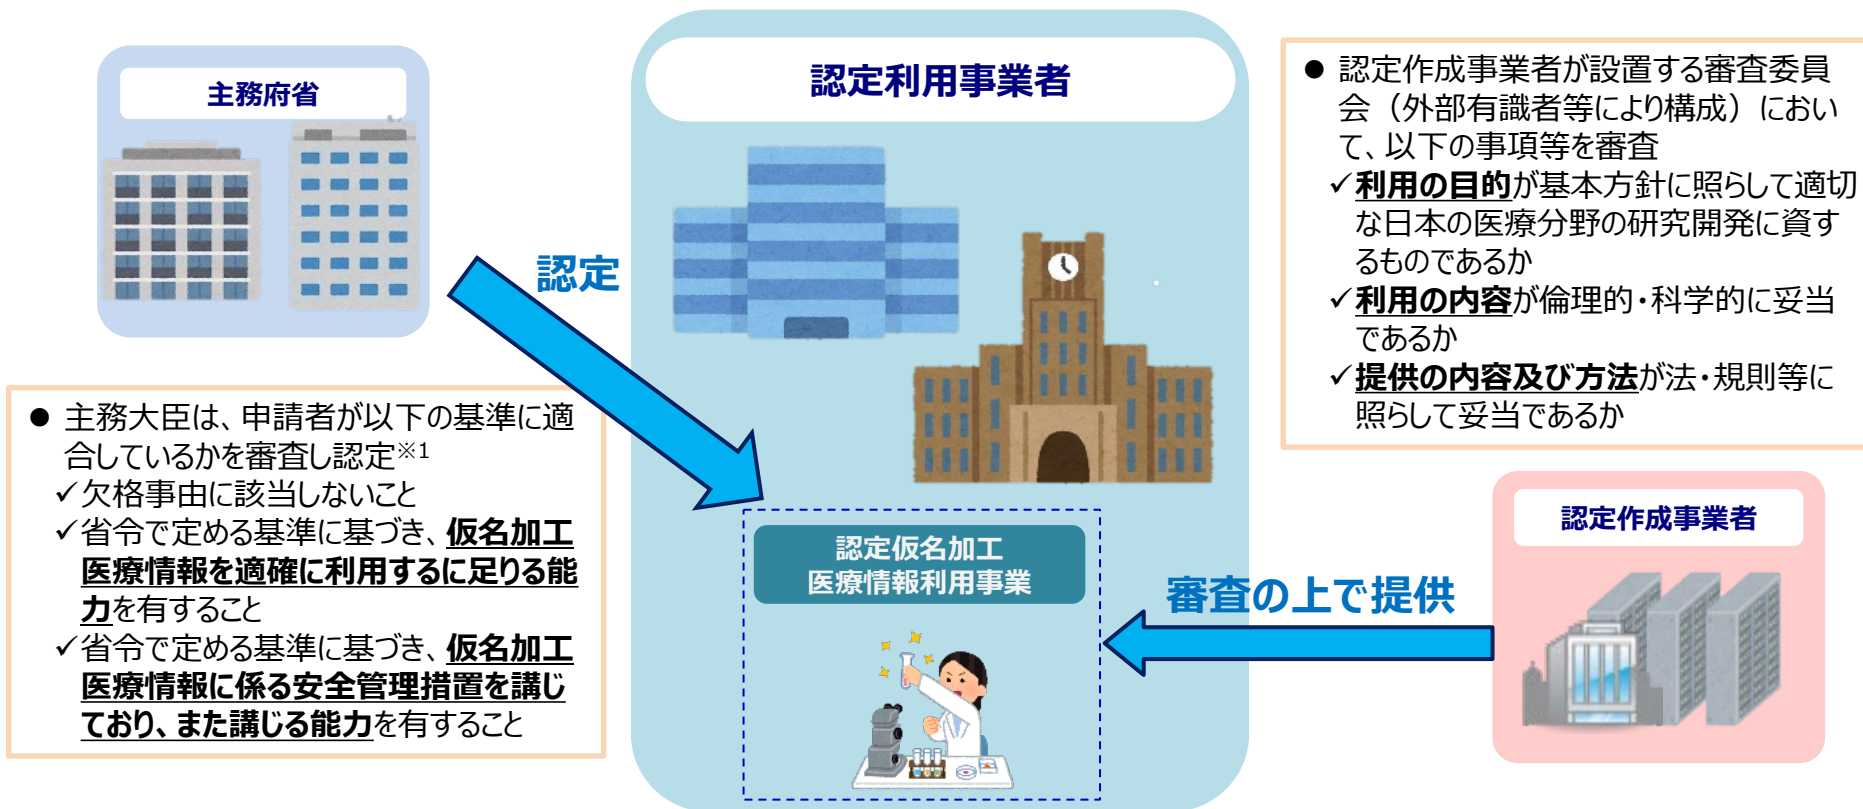 主務府省
認定利用事業者
認定
● 主務大臣は、申請者が以下の基準に適
合しているかを審査し認定※1
✓欠格事由に該当しないこと
✓省令で定める基準に基づき、仮名加工
医療情報を適確に利用するに足りる能
力を有すること
✓省令で定める基準に基づき、仮名加工
医療情報に係る安全管理措置を講じ
ており、また講じる能力を有すること
認定仮名加工
医療情報利用事業
● 認定作成事業者が設置する審査委員
会（外部有識者等により構成）におい
て、以下の事項等を審査
✓利用の目的が基本方針に照らして適切
な日本の医療分野の研究開発に資す
るものであるか
✓利用の内容が倫理的・科学的に妥当
であるか
✓提供の内容及び方法が法・規則等に
照らして妥当であるか
審査の上で提供
認定作成事業者